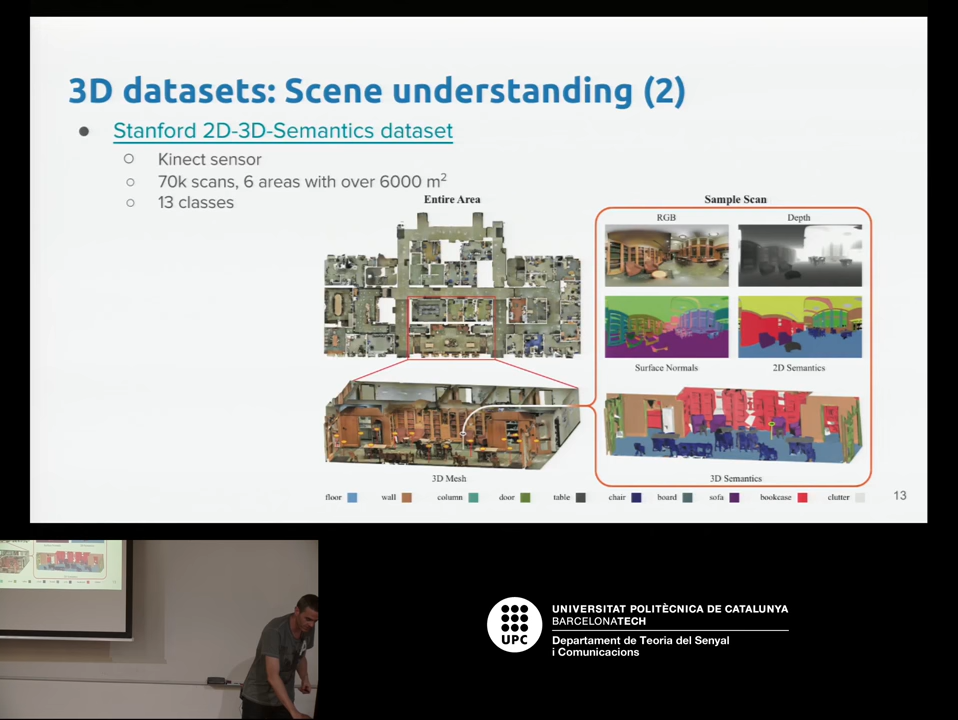 3D datasets: Scene understanding (2)
● Stanford 2D-3D-Semantics dataset
○ Kinect sensor
○ 70k scans, 6 areas with over 6000 m²
○ 13 classes
Entire Area
Sample Scan
RGB Depth
Surface Normals 2D Semantics
3D Mesh 3D Semantics
floor wall column door table chair board sofa bookcase clutter
13
UPC
UNIVERSITAT POLITÈCNICA DE CATALUNYA
BARCELONATECH
Departament de Teoria del Senyal
i Comunicacions